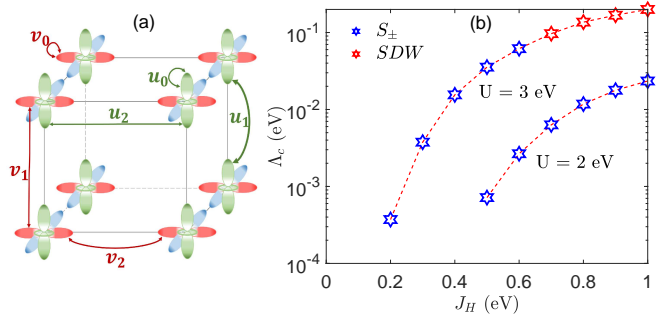 (a)
v₀
u₀
u₂
u₁
v₁
v₂
(b)
S±
SDW
U = 3 eV
U = 2 eV
Λc (eV)
10⁻¹
10⁻²
10⁻³
10⁻⁴
0 0.2 0.4 0.6 0.8 1
J_H (eV)